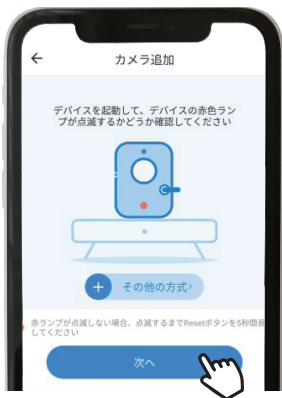 カメラ追加
デバイスを起動して、デバイスの赤色ラン
プが点滅するかどうか確認してください
+ その他の方式>
赤ランプが点滅しない場合、点滅するまでResetボタンを5秒間長
してください
次へ